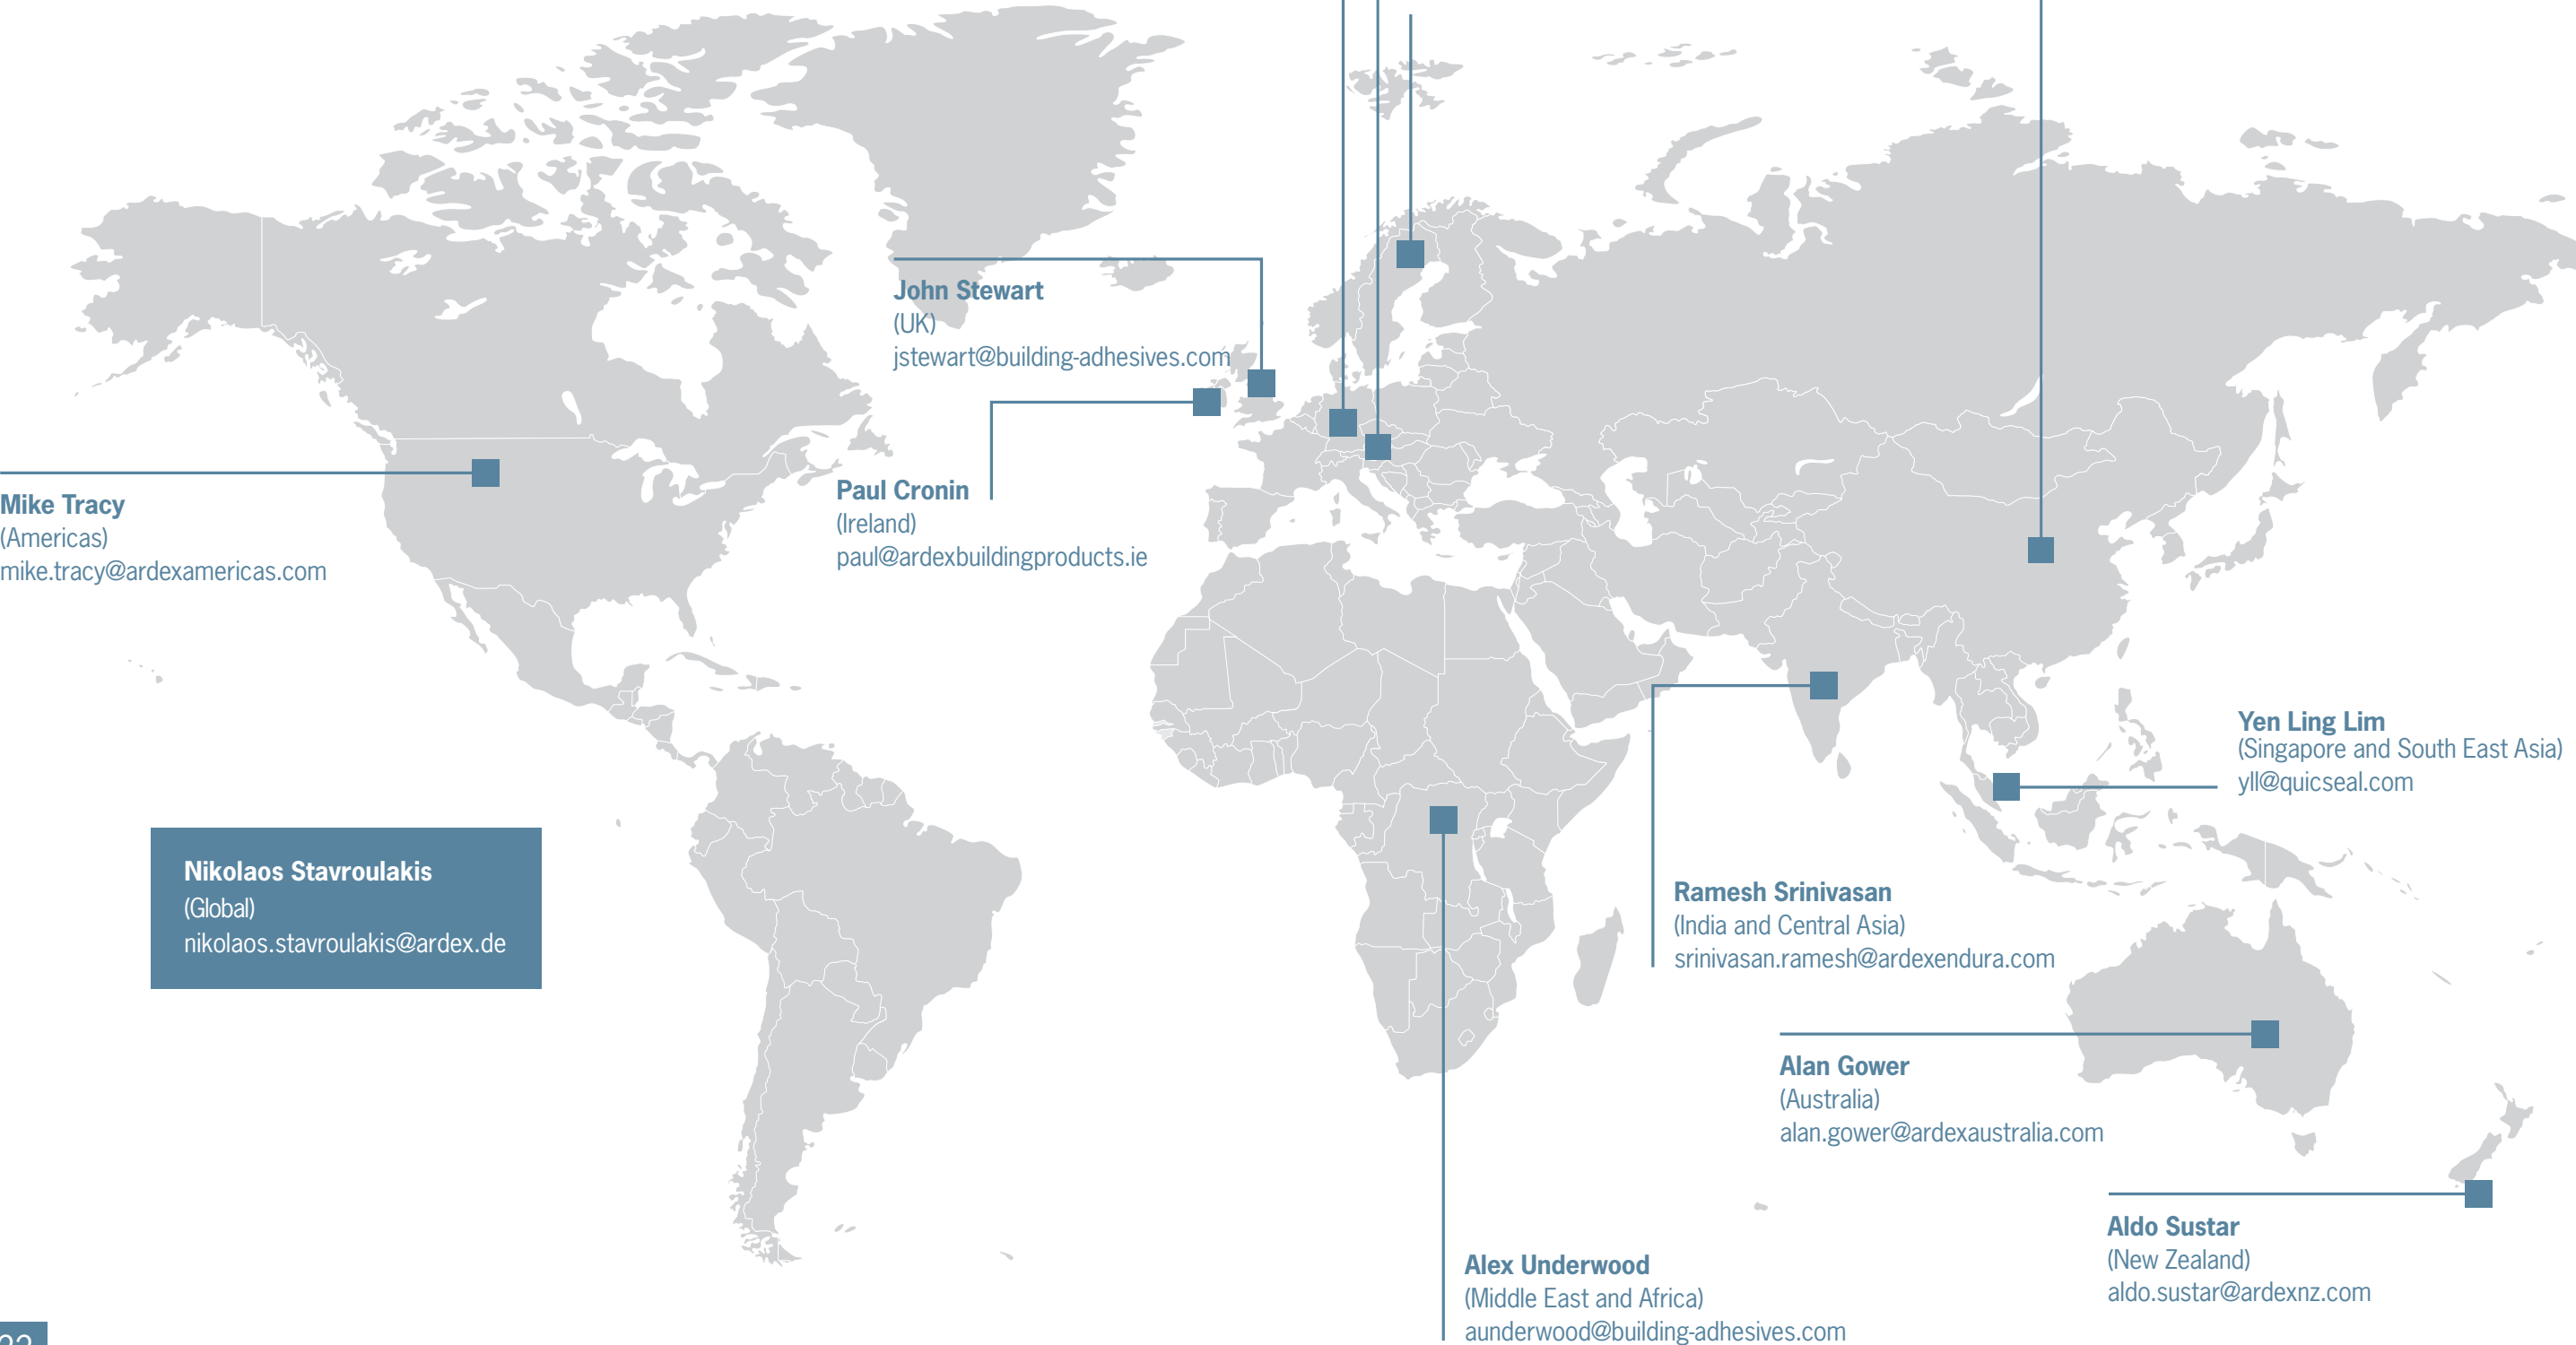 John Stewart
(UK)
jstewart@building-adhesives.com
Mike Tracy
(Americas)
mike.tracy@ardexamericas.com
Paul Cronin
(Ireland)
paul@ardexbuildingproducts.ie
Yen Ling Lim
(Singapore and South East Asia)
yll@quicseal.com
Nikolaos Stavroulakis
(Global)
nikolaos.stavroulakis@ardex.de
Ramesh Srinivasan
(India and Central Asia)
srinivasan.ramesh@ardexendura.com
Alan Gower
(Australia)
alan.gower@ardexaustralia.com
Aldo Sustar
(New Zealand)
aldo.sustar@ardexnz.com
Alex Underwood
(Middle East and Africa)
aunderwood@building-adhesives.com